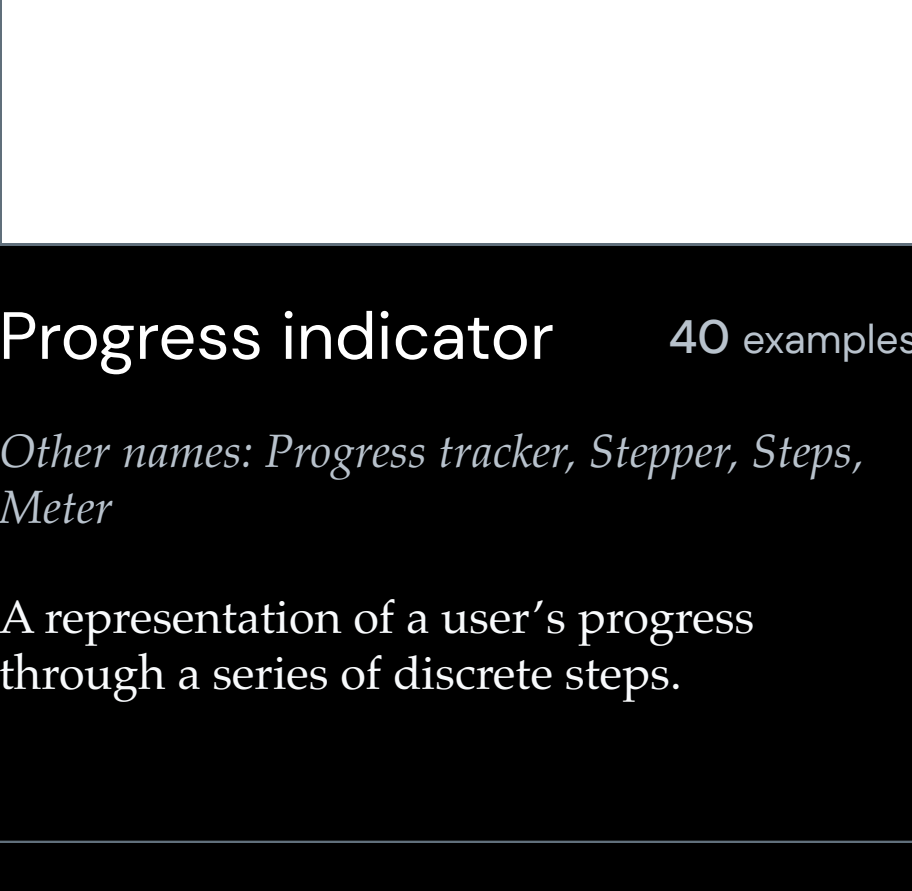 Progress indicator
40 examples
Other names: Progress tracker, Stepper, Steps,
Meter
A representation of a user’s progress
through a series of discrete steps.